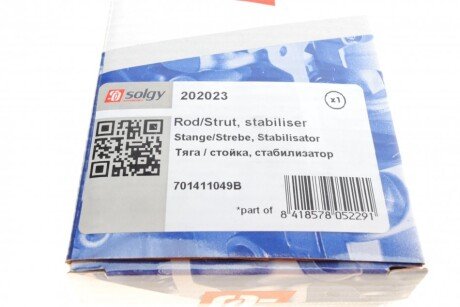 solgy
202023
x1
Rod/Strut, stabiliser
Stange/Strebe, Stabilisator
Тяга / стойка, стабилизатор
701411049B
*part of
8 418578 052291